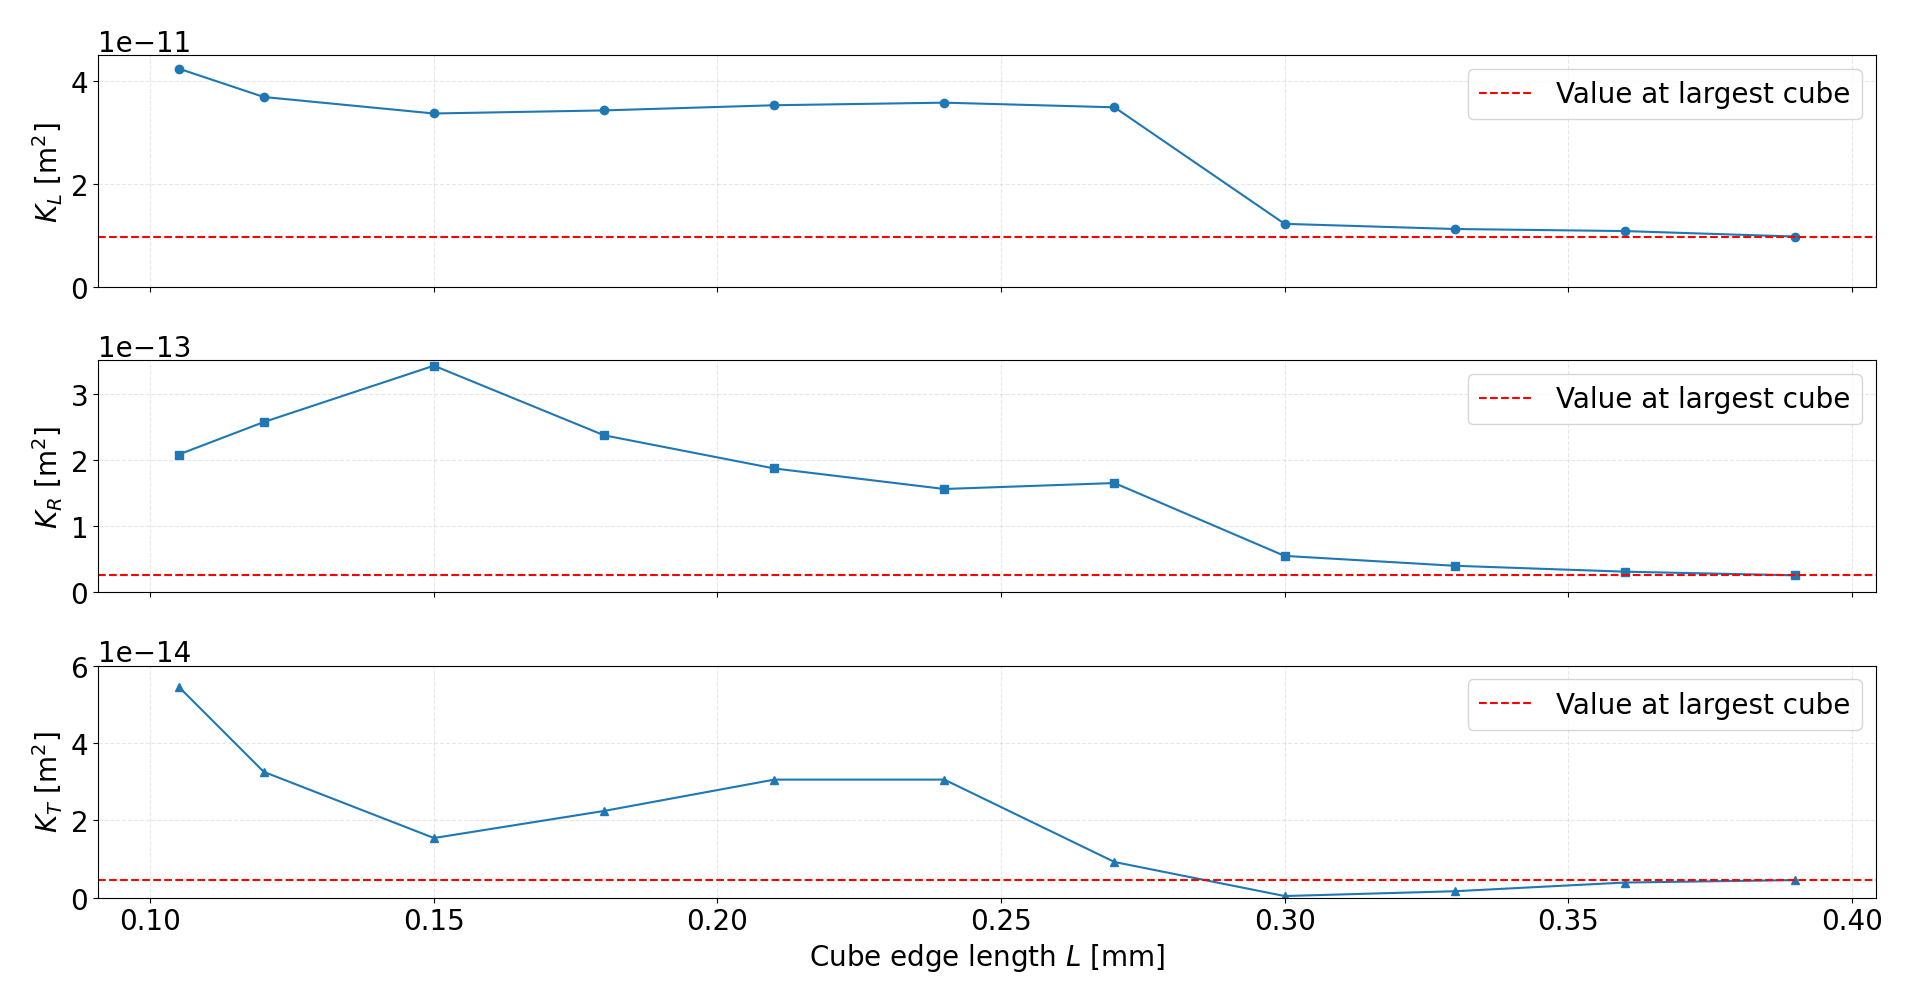 1e−11
4
2
0
K_L [m²]
Value at largest cube
1e−13
3
2
1
0
K_R [m²]
Value at largest cube
1e−14
6
4
2
0
K_T [m²]
Value at largest cube
0.10 0.15 0.20 0.25 0.30 0.35 0.40
Cube edge length L [mm]